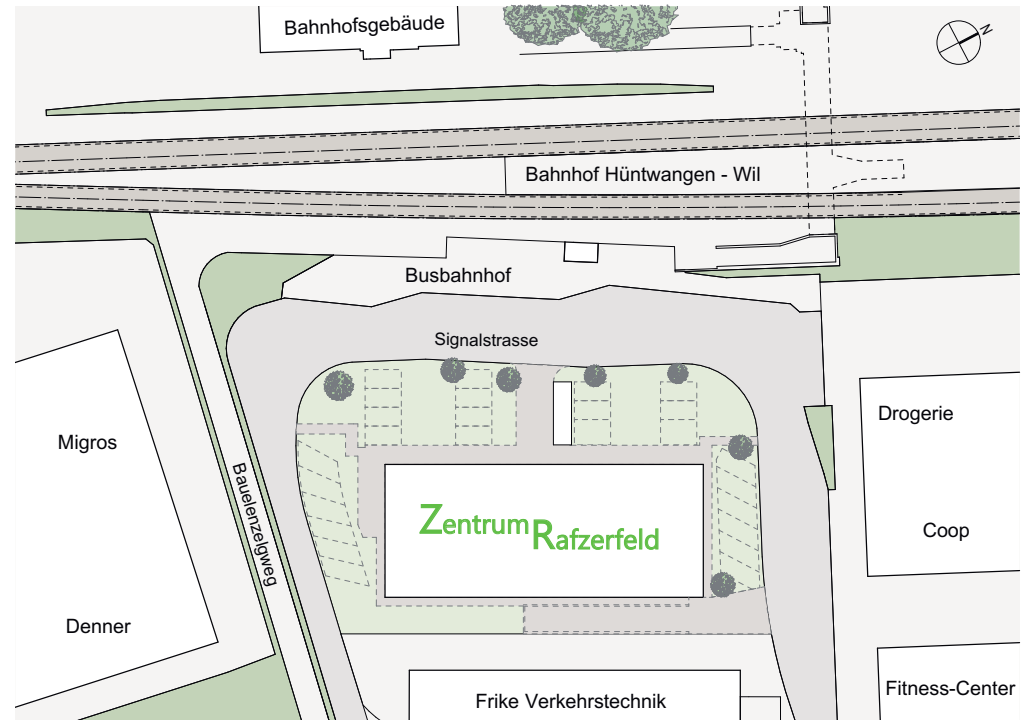 Bahnhofsgebäude
N
Bahnhof Hüntwangen - Wil
Busbahnhof
Signalstrasse
Migros
Drogerie
Bauelenzelgweg
Zentrum Rafzerfeld
Coop
Denner
Fitness-Center
Frike Verkehrstechnik